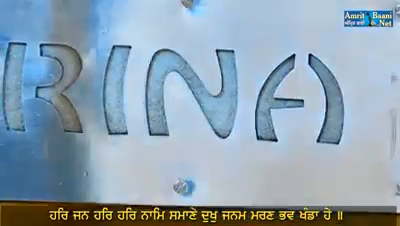 Amrit Baani
ਅੰਮ੍ਰਿਤ ਬਾਣੀ
.Net
RINA
ਹਰਿ ਜਨ ਹਰਿ ਹਰਿ ਨਾਮਿ ਸਮਾਣੇ ਦੁਖੁ ਜਨਮ ਮਰਣ ਭਵ ਖੰਡਾ ਹੇ ॥